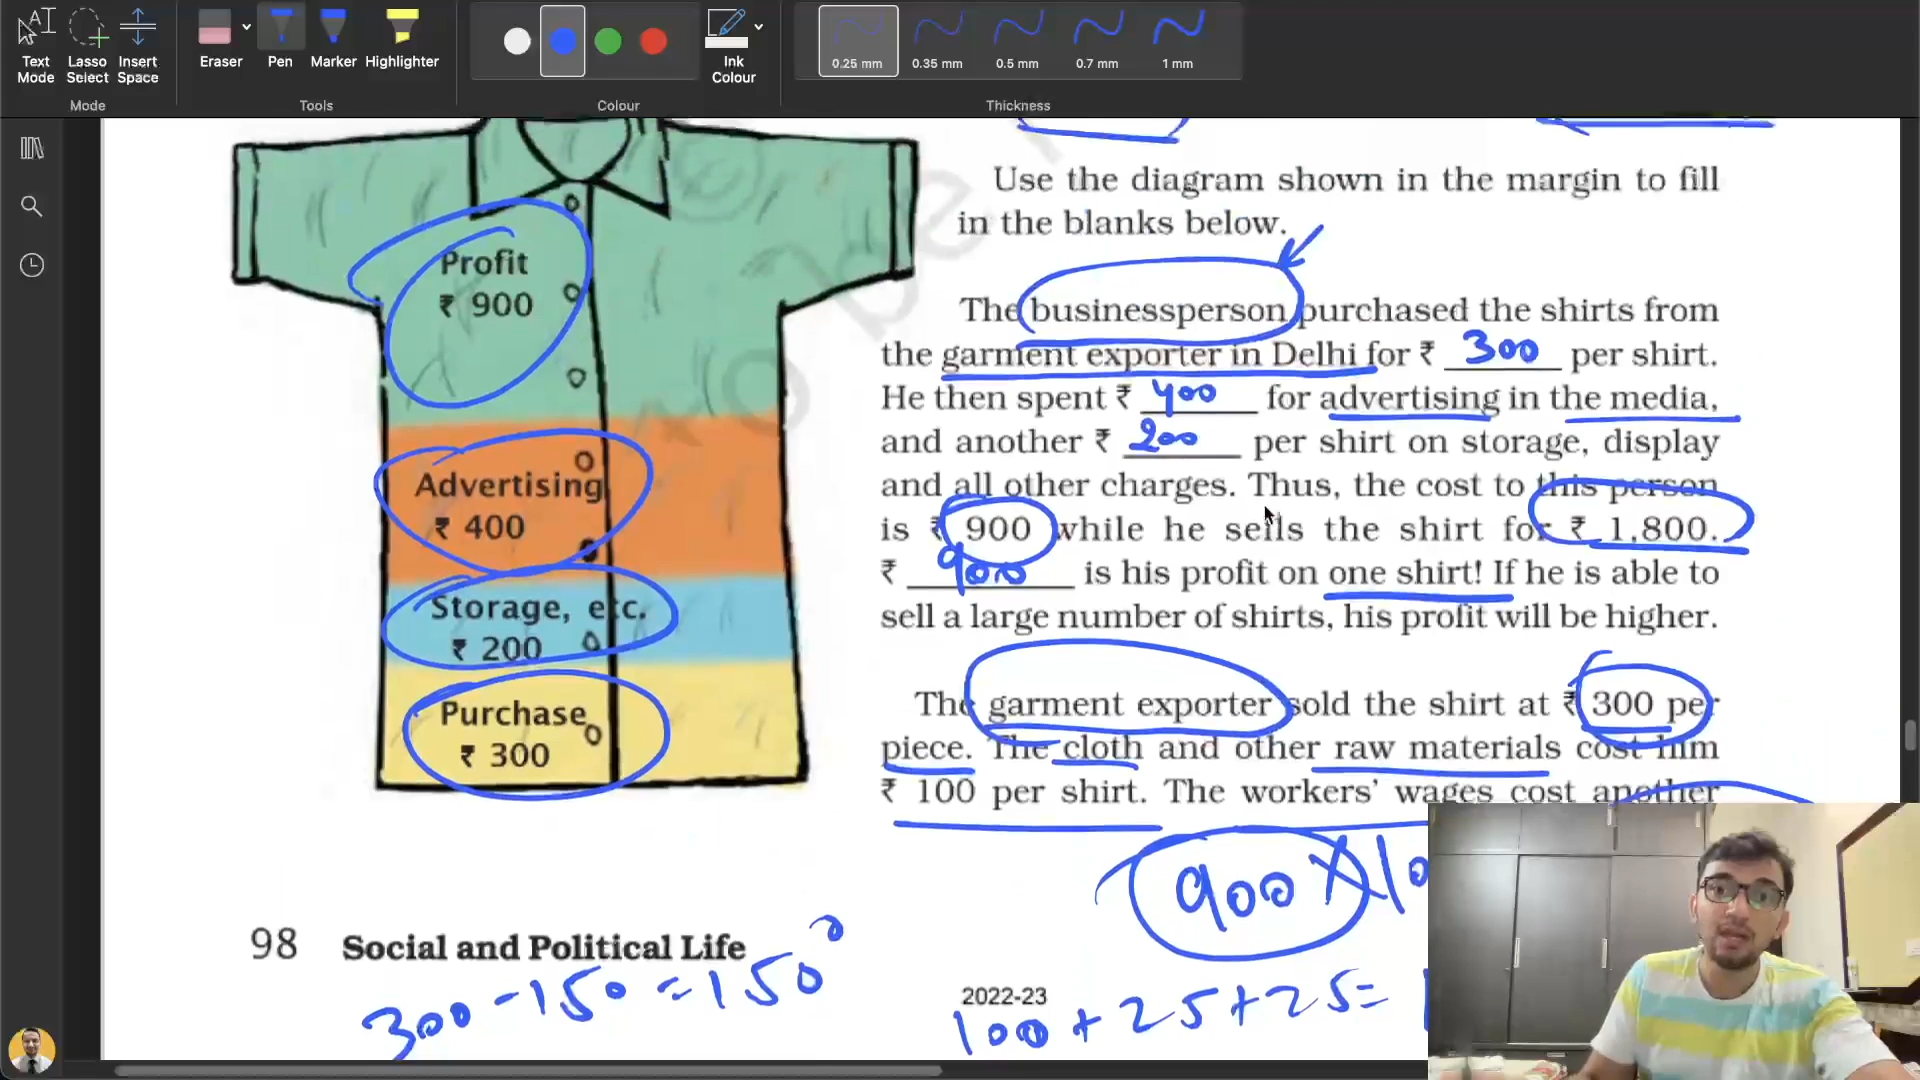 Text Mode
Lasso Select
Insert Space
Eraser
Pen
Marker
Highlighter
Ink Colour
0.25 mm
0.35 mm
0.5 mm
0.7 mm
1 mm
Mode
Tools
Colour
Thickness
Profit
₹ 900
Advertising
₹ 400
Storage, etc.
₹ 200
Purchase
₹ 300
Use the diagram shown in the margin to fill
in the blanks below.
The businessperson purchased the shirts from
the garment exporter in Delhi for ₹ 300 per shirt.
He then spent ₹ 400 for advertising in the media,
and another ₹ 200 per shirt on storage, display
and all other charges. Thus, the cost to this person
is ₹ 900 while he sells the shirt for ₹ 1,800.
₹ 900 is his profit on one shirt! If he is able to
sell a large number of shirts, his profit will be higher.
The garment exporter sold the shirt at ₹ 300 per
piece. The cloth and other raw materials cost him
₹ 100 per shirt. The workers' wages cost another
900 × 10
98 Social and Political Life
300 - 150 = 150
2022-23
100 + 25 + 25 =